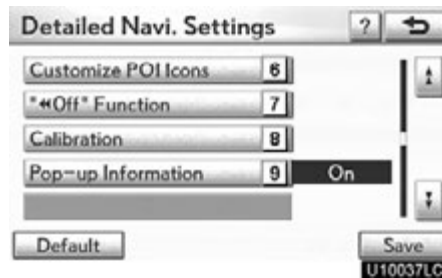 Detailed Navi. Settings ?
Customize POI Icons 6
"◀◀Off" Function 7
Calibration 8
Pop-up Information 9 On
Default Save
U10037LC